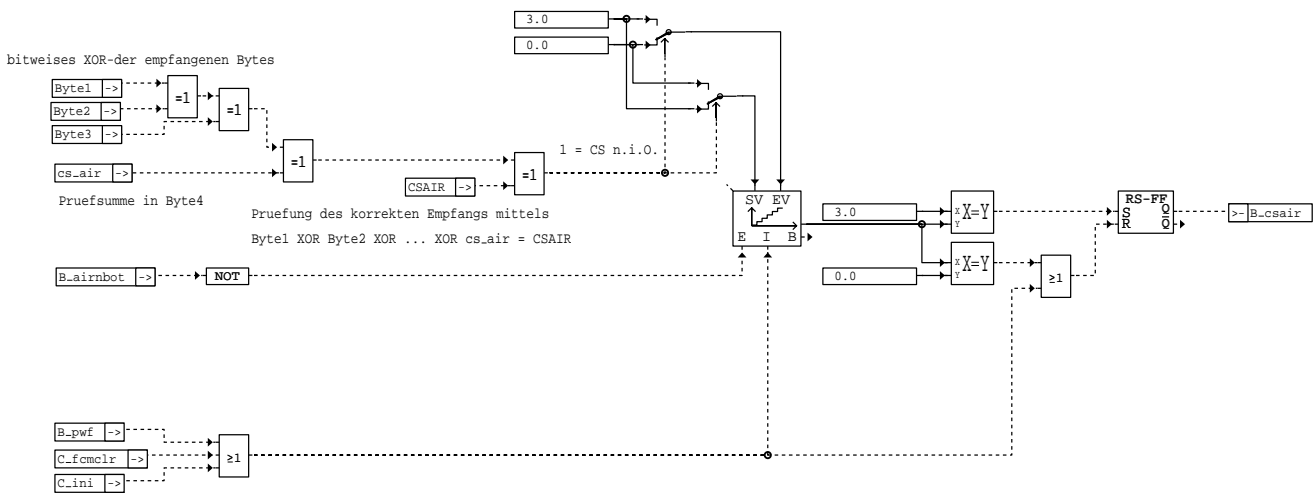 3.0
0.0
bitweises XOR-der empfangenen Bytes
Byte1 ->
=1
Byte2 ->
=1
Byte3 ->
=1
cs_air ->
1 = CS n.i.O.
=1
CSAIR ->
Pruefsumme in Byte4
Pruefung des korrekten Empfangs mittels
Byte1 XOR Byte2 XOR ... XOR cs_air = CSAIR
SV EV
E I B
3.0
X
Y
X=Y
RS-FF
S Q
R Q
>- B_csair
B_airnbot ->
NOT
0.0
X
Y
X=Y
≥1
B_pwf ->
C_fcmclr ->
≥1
C_ini ->